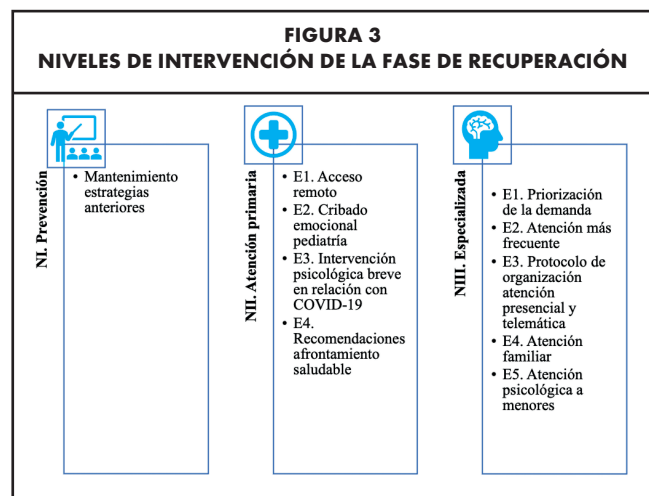 FIGURA 3
NIVELES DE INTERVENCIÓN DE LA FASE DE RECUPERACIÓN
NI. Prevención
• Mantenimiento
estrategias
anteriores
NII. Atención primaria
• E1. Acceso
remoto
• E2. Cribado
emocional
pediatría
• E3. Intervención
psicológica breve
en relación con
COVID-19
• E4.
Recomendaciones
afrontamiento
saludable
NIII. Especializada
• E1. Priorización
de la demanda
• E2. Atención más
frecuente
• E3. Protocolo de
organización
atención
presencial y
telemática
• E4. Atención
familiar
• E5. Atención
psicológica a
menores